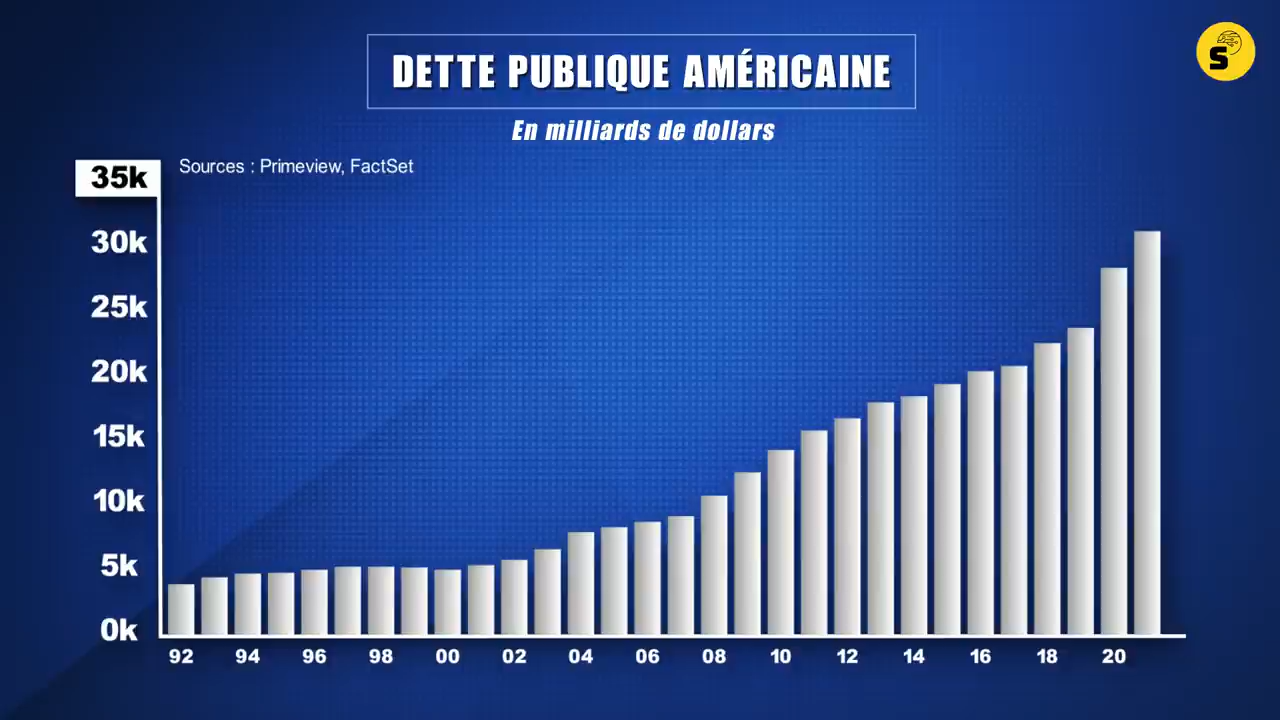 DETTE PUBLIQUE AMÉRICAINE
S
En milliards de dollars
Sources : Primeview, FactSet
35k
30k
25k
20k
15k
10k
5k
0k
92 94 96 98 00 02 04 06 08 10 12 14 16 18 20